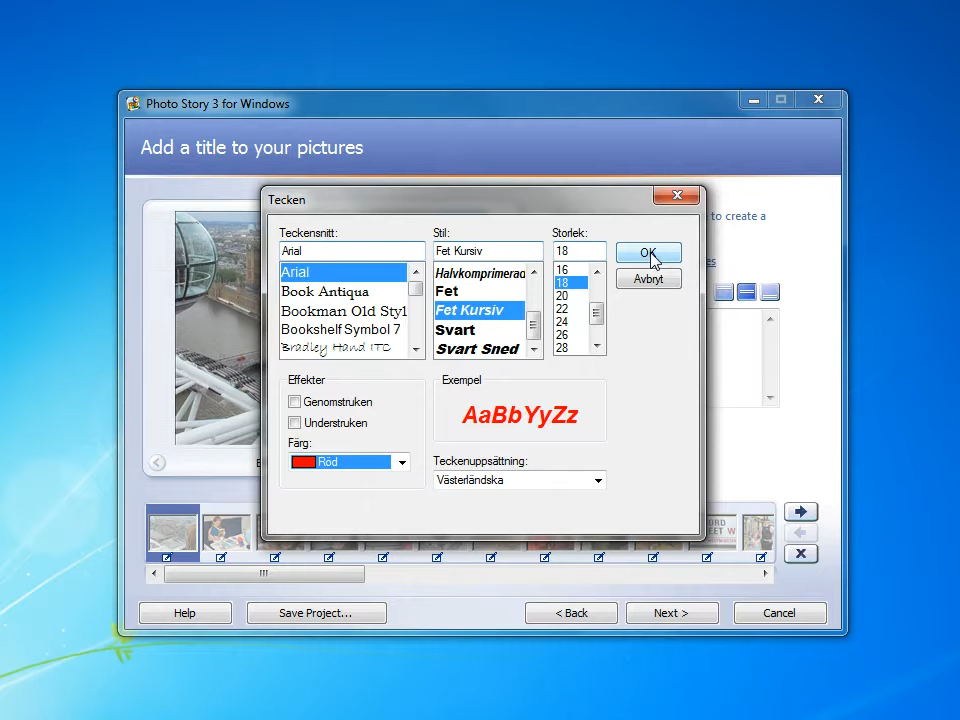 Photo Story 3 for Windows
Add a title to your pictures
to create a
Tecken
Teckensnitt:
Stil:
Storlek:
Arial
Fet Kursiv
18
OK
Avbryt
Arial
Book Antiqua
Bookman Old Styl
Bookshelf Symbol 7
Bradley Hand ITC
Halvkomprimerad
Fet
Fet Kursiv
Svart
Svart Sned
16
18
20
22
24
26
28
Effekter
Genomstruken
Understruken
Färg:
Röd
Exempel
AaBbYyZz
Teckenuppsättning:
Västerländska
Help
Save Project...
< Back
Next >
Cancel